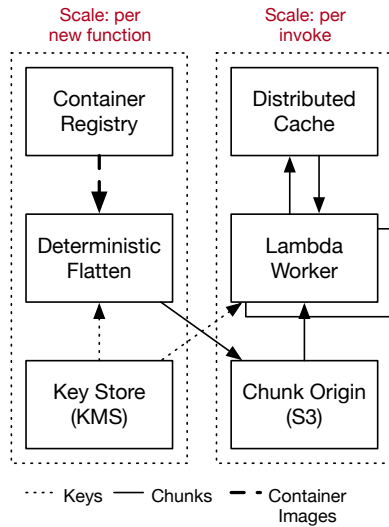 Scale: per
new function
Scale: per
invoke
Container
Registry
Distributed
Cache
Deterministic
Flatten
Lambda
Worker
Key Store
(KMS)
Chunk Origin
(S3)
Keys
Chunks
Container
Images